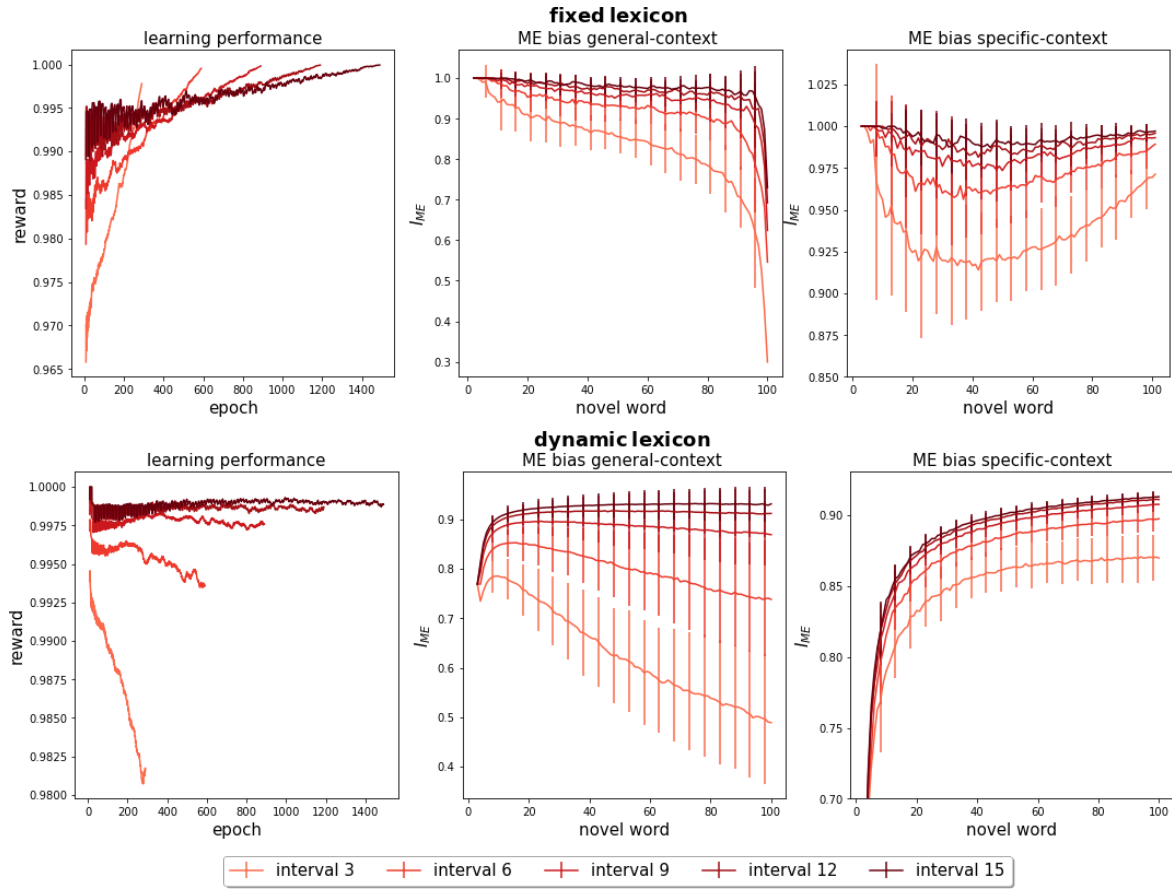 fixed lexicon
learning performance
ME bias general-context
ME bias specific-context
1.000
0.995
0.990
0.985
0.980
0.975
0.970
0.965
reward
0 200 400 600 800 1000 1200 1400
epoch
1.0
0.9
0.8
0.7
0.6
0.5
0.4
0.3
I_ME
0 20 40 60 80 100
novel word
1.025
1.000
0.975
0.950
0.925
0.900
0.875
0.850
I_ME
0 20 40 60 80 100
novel word
dynamic lexicon
learning performance
ME bias general-context
ME bias specific-context
1.0000
0.9975
0.9950
0.9925
0.9900
0.9875
0.9850
0.9825
0.9800
reward
0 200 400 600 800 1000 1200 1400
epoch
0.9
0.8
0.7
0.6
0.5
0.4
I_ME
0 20 40 60 80 100
novel word
0.90
0.85
0.80
0.75
0.70
I_ME
0 20 40 60 80 100
novel word
interval 3 interval 6 interval 9 interval 12 interval 15